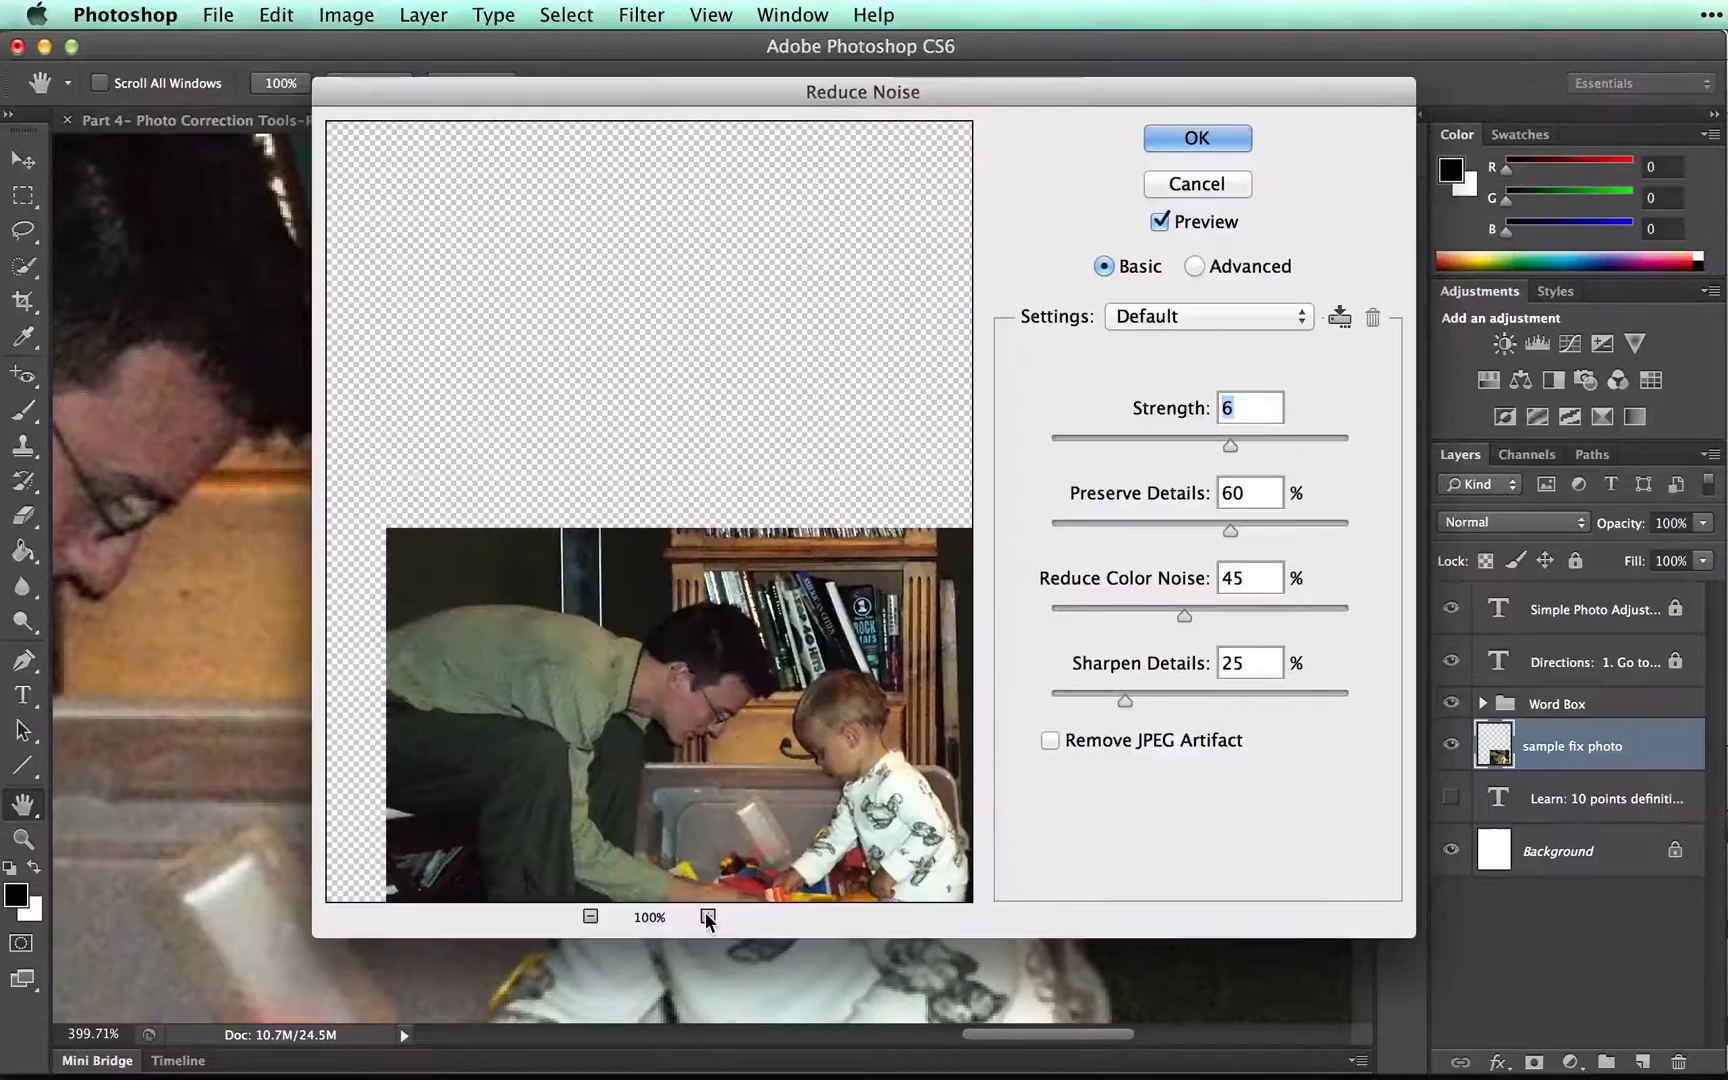 Photoshop File Edit Image Layer Type Select Filter View Window Help
Adobe Photoshop CS6
Scroll All Windows 100% Essentials
Part 4- Photo Correction Tools-
Reduce Noise
OK
Cancel
Preview
Basic Advanced
Settings: Default
Strength: 6
Preserve Details: 60 %
Reduce Color Noise: 45 %
Sharpen Details: 25 %
Remove JPEG Artifact
AMERICAN CITIES
1
ROCK
100%
Color Swatches
R 0
G 0
B 0
Adjustments Styles
Add an adjustment
Layers Channels Paths
Kind
Normal Opacity: 100%
Lock: Fill: 100%
Simple Photo Adjust...
Directions: 1. Go to...
Word Box
sample fix photo
Learn: 10 points definiti...
Background
399.71% Doc: 10.7M/24.5M
Mini Bridge Timeline